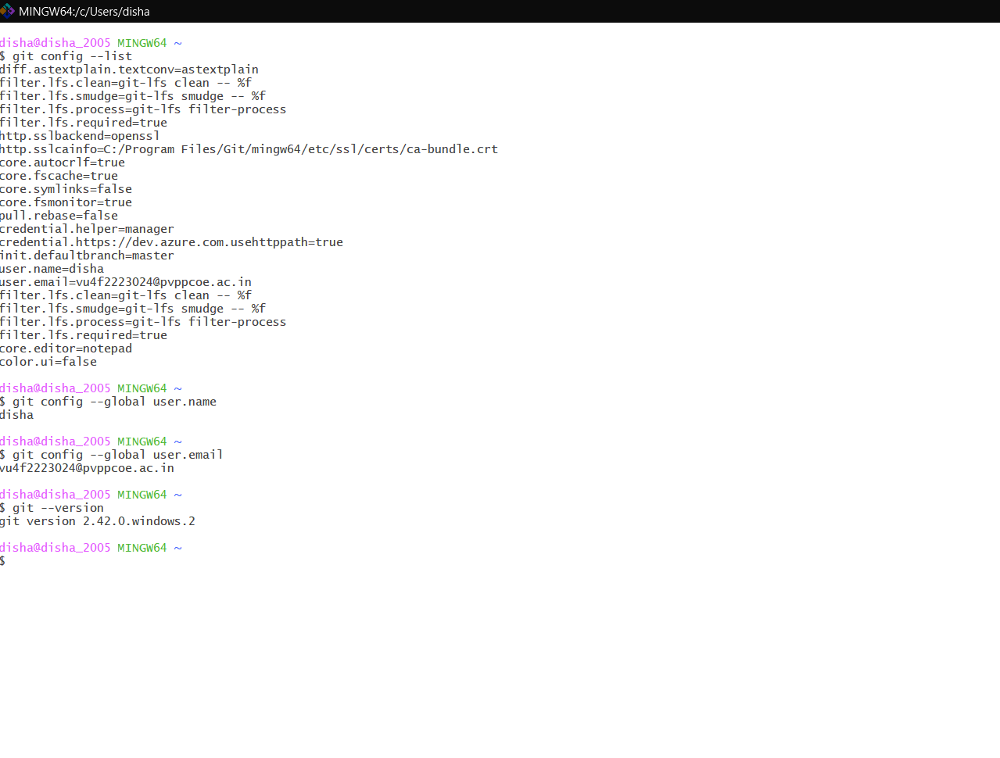 MINGW64:/c/Users/disha
disha@disha_2005 MINGW64 ~
$ git config --list
diff.astextplain.textconv=astextplain
filter.lfs.clean=git-lfs clean -- %f
filter.lfs.smudge=git-lfs smudge -- %f
filter.lfs.process=git-lfs filter-process
filter.lfs.required=true
http.sslbackend=openssl
http.sslcainfo=C:/Program Files/Git/mingw64/etc/ssl/certs/ca-bundle.crt
core.autocrlf=true
core.fscache=true
core.symlinks=false
core.fsmonitor=true
pull.rebase=false
credential.helper=manager
credential.https://dev.azure.com.usehttppath=true
init.defaultbranch=master
user.name=disha
user.email=vu4f2223024@pvppcoe.ac.in
filter.lfs.clean=git-lfs clean -- %f
filter.lfs.smudge=git-lfs smudge -- %f
filter.lfs.process=git-lfs filter-process
filter.lfs.required=true
core.editor=notepad
color.ui=false
disha@disha_2005 MINGW64 ~
$ git config --global user.name
disha
disha@disha_2005 MINGW64 ~
$ git config --global user.email
vu4f2223024@pvppcoe.ac.in
disha@disha_2005 MINGW64 ~
$ git --version
git version 2.42.0.windows.2
disha@disha_2005 MINGW64 ~
$